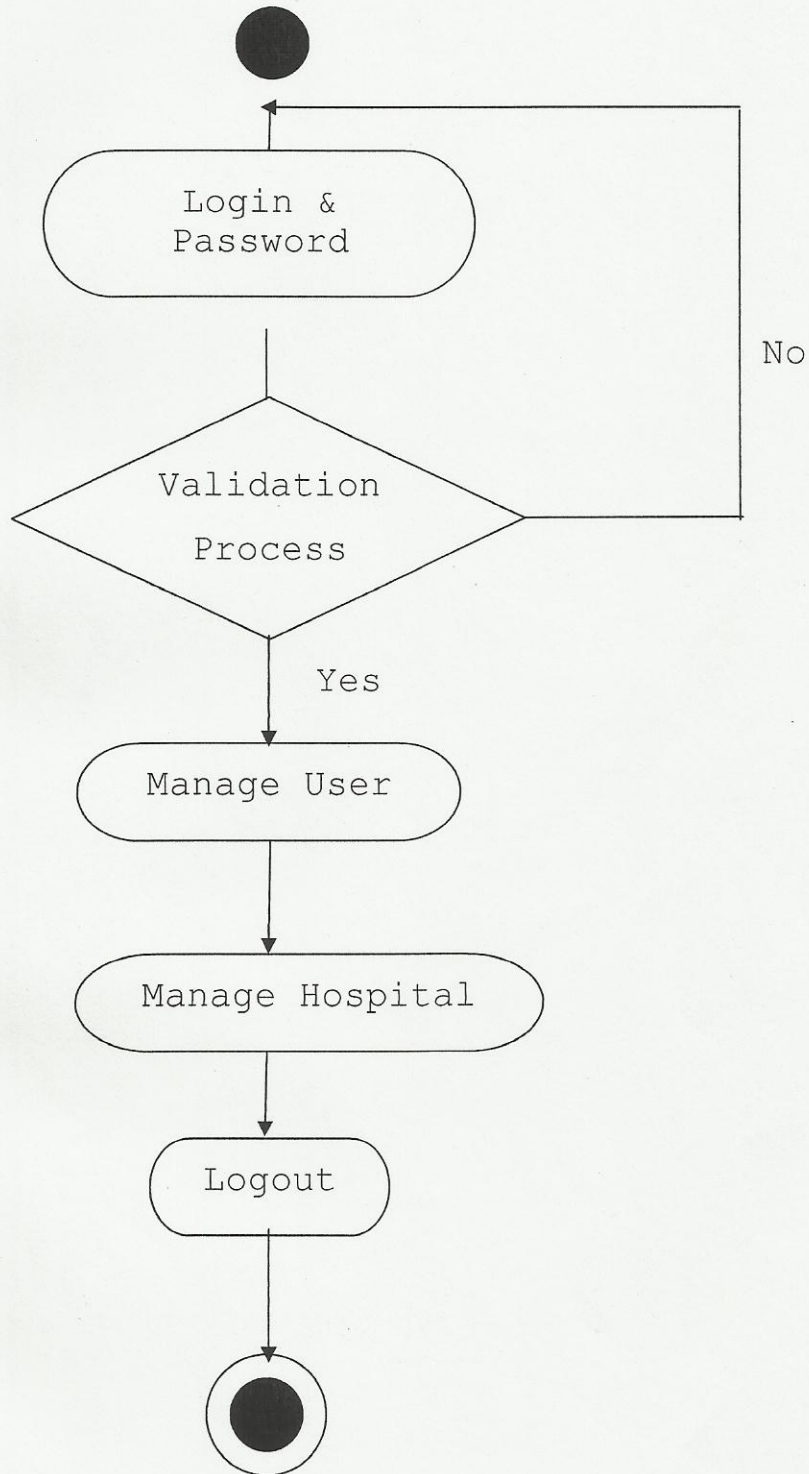 Login &
Password
No
Validation
Process
Yes
Manage User
Manage Hospital
Logout